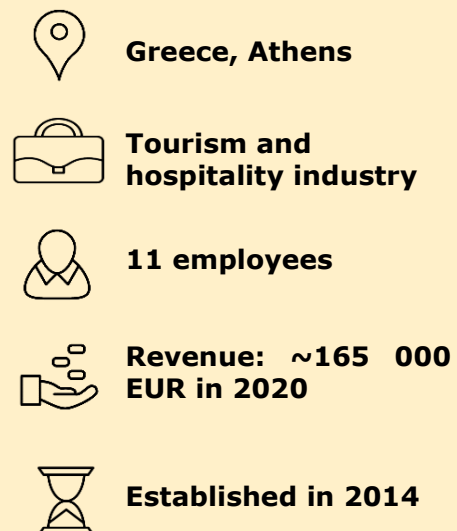 Greece, Athens
Tourism and
hospitality industry
11 employees
Revenue: ~165 000
EUR in 2020
Established in 2014